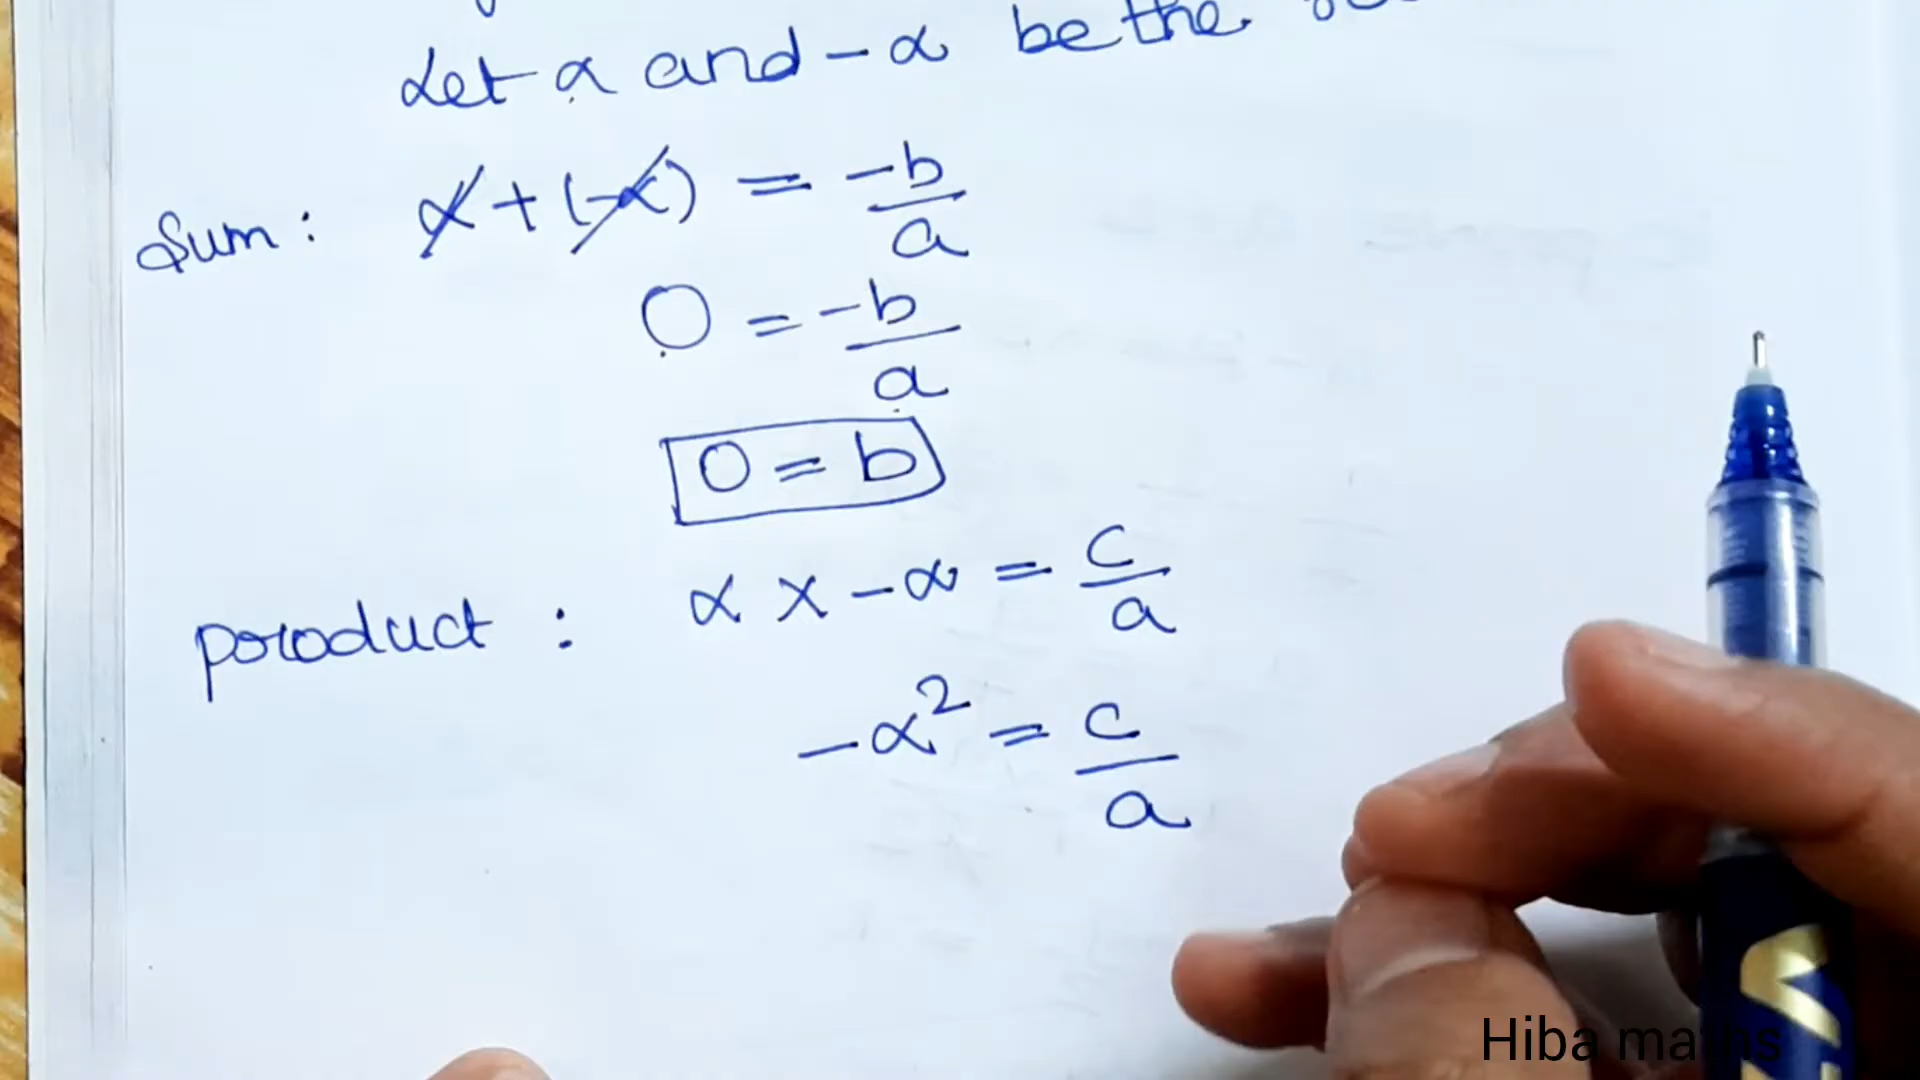 Let α and - α be the
Sum : α + (-α) = -b/a
0 = -b/a
0 = b
poroduct : α x - α = c/a
-α² = c/a
Hiba maths